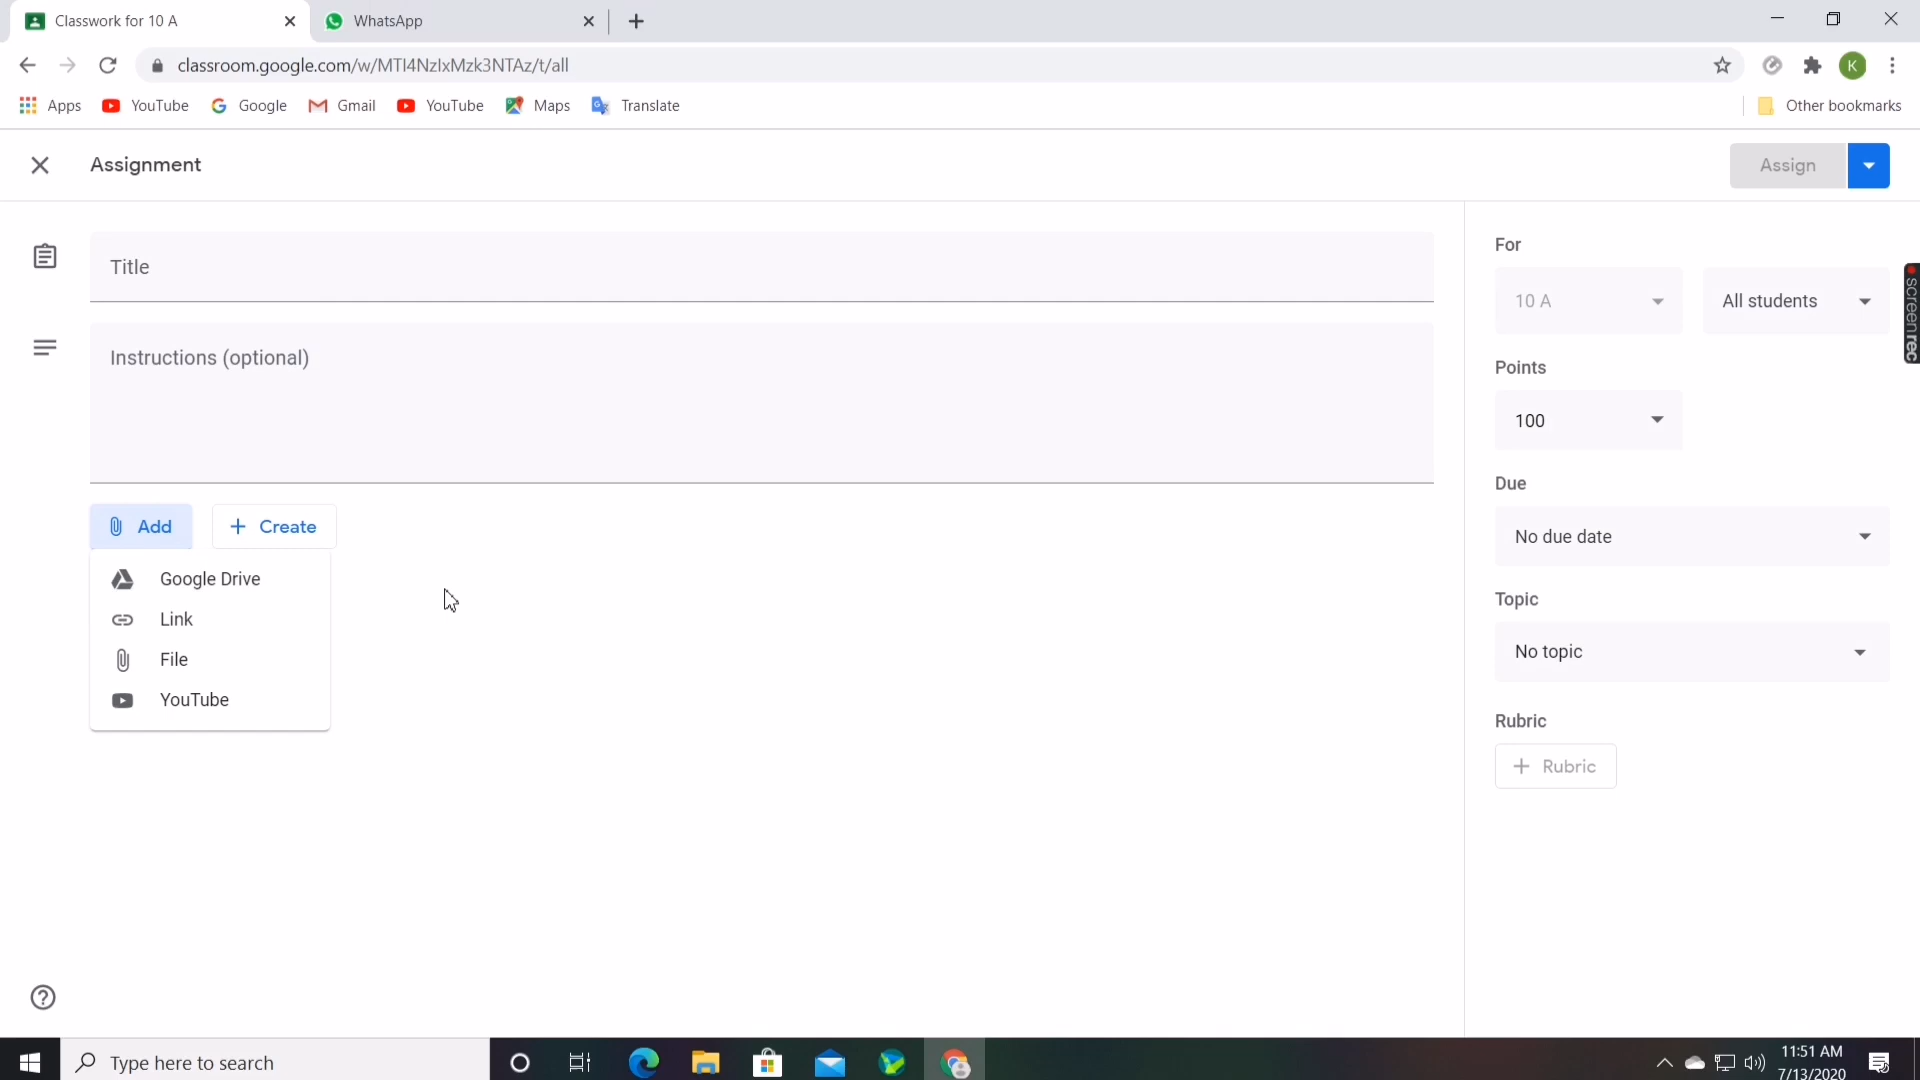 Classwork for 10 A
WhatsApp
classroom.google.com/w/MTI4NzIxMzk3NTAz/t/all
K
Apps YouTube Google Gmail YouTube Maps Translate Other bookmarks
Assignment
Assign
Title
For
10 A All students
Instructions (optional)
Points
100
Due
No due date
Add Create
Google Drive
Link
File
YouTube
Topic
No topic
Rubric
Rubric
screenrec
Type here to search
11:51 AM
7/13/2020